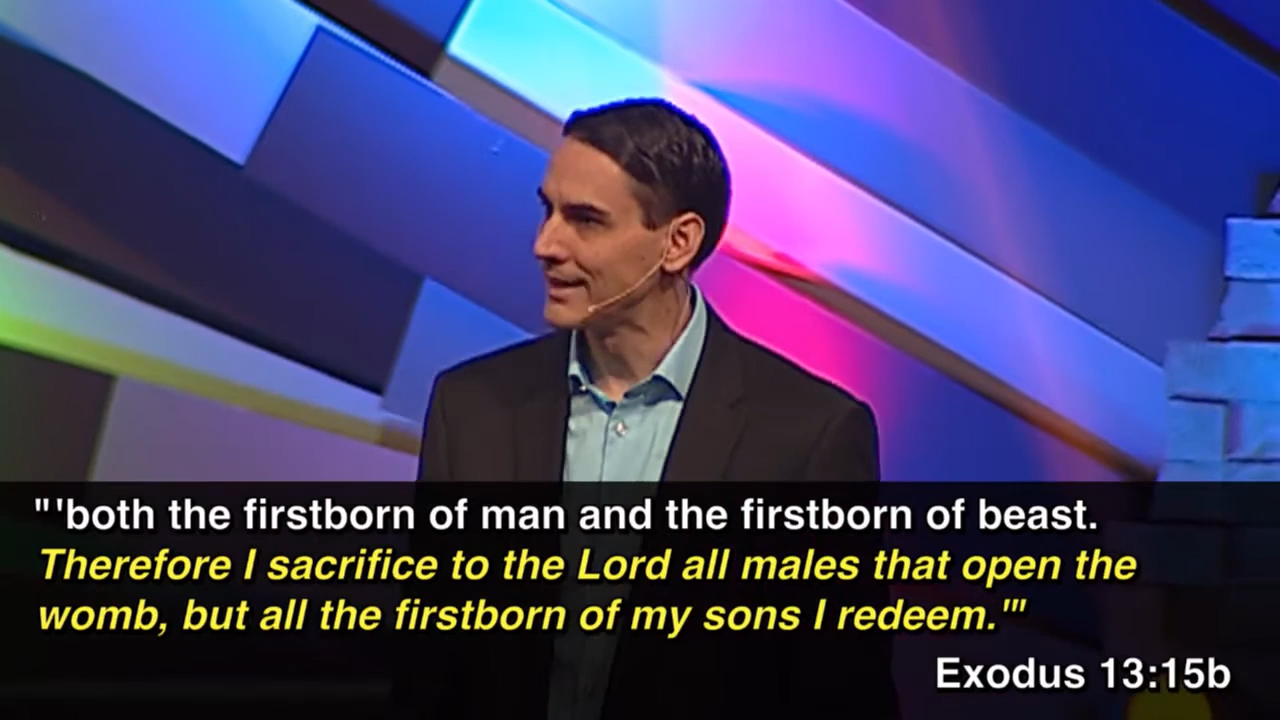 "'both the firstborn of man and the firstborn of beast.
Therefore I sacrifice to the Lord all males that open the
womb, but all the firstborn of my sons I redeem.'"
Exodus 13:15b